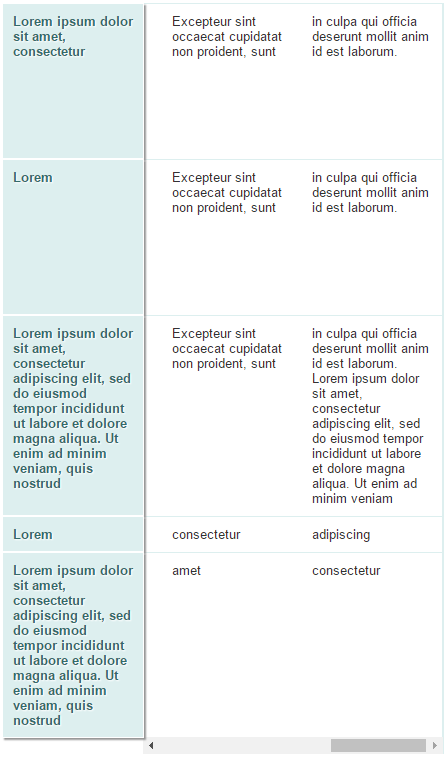 Lorem ipsum dolor
sit amet,
consectetur
Excepteur sint
occaecat cupidatat
non proident, sunt
in culpa qui officia
deserunt mollit anim
id est laborum.
Lorem
Excepteur sint
occaecat cupidatat
non proident, sunt
in culpa qui officia
deserunt mollit anim
id est laborum.
Lorem ipsum dolor
sit amet,
consectetur
adipiscing elit, sed
do eiusmod
tempor incididunt
ut labore et dolore
magna aliqua. Ut
enim ad minim
veniam, quis
nostrud
Excepteur sint
occaecat cupidatat
non proident, sunt
in culpa qui officia
deserunt mollit anim
id est laborum.
Lorem ipsum dolor
sit amet,
consectetur
adipiscing elit, sed
do eiusmod tempor
incididunt ut labore
et dolore magna
aliqua. Ut enim ad
minim veniam
Lorem
consectetur
adipiscing
Lorem ipsum dolor
sit amet,
consectetur
adipiscing elit, sed
do eiusmod
tempor incididunt
ut labore et dolore
magna aliqua. Ut
enim ad minim
veniam, quis
nostrud
amet
consectetur